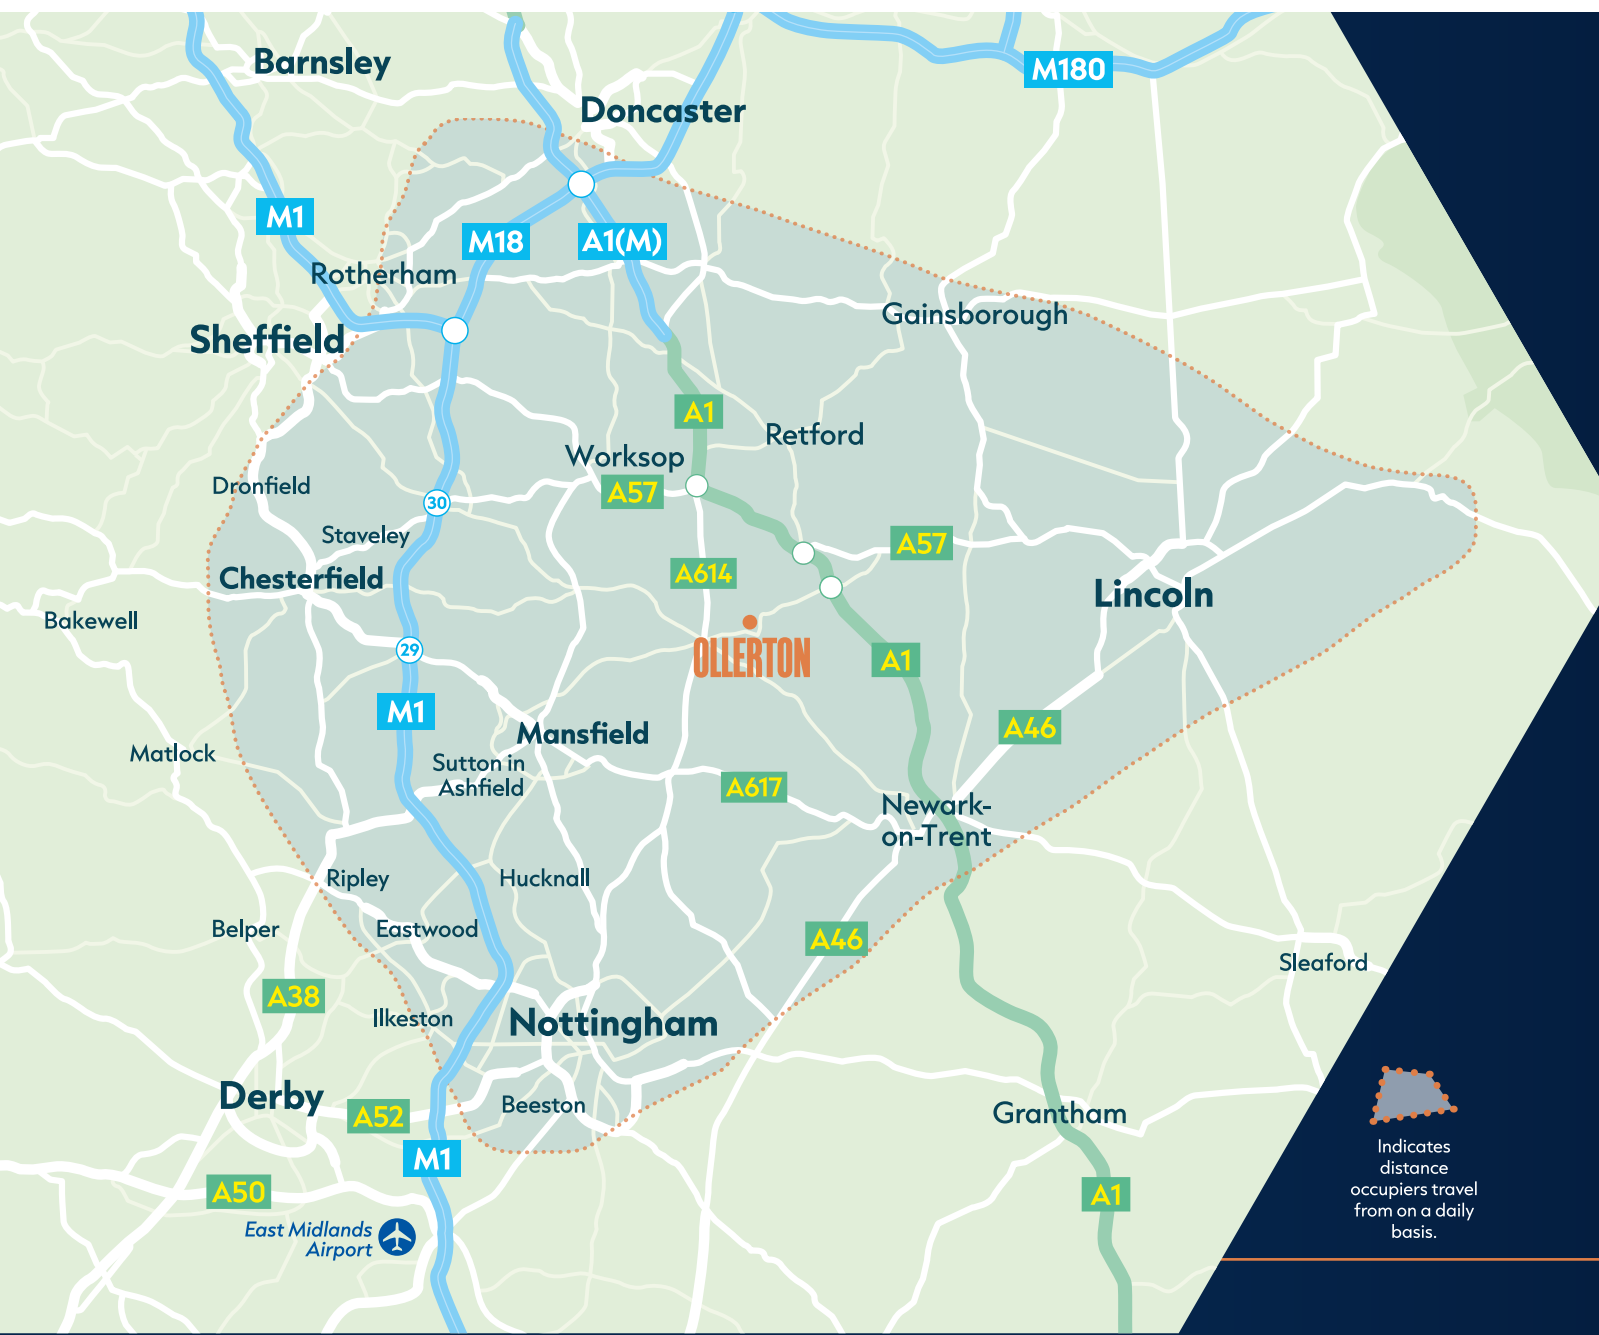 Barnsley
M180
Doncaster
M1
M18
A1(M)
Rotherham
Gainsborough
Sheffield
A1
Retford
Worksop
Dronfield
A57
30
Staveley
A57
A614
Chesterfield
Lincoln
Bakewell
29
OLLERTON
A1
M1
A46
Mansfield
Matlock
Sutton in
Ashfield
A617
Newark-
on-Trent
Ripley
Hucknall
Belper
Eastwood
A46
Sleaford
A38
Ilkeston
Nottingham
Derby
A52
Beeston
Grantham
M1
A50
A1
East Midlands
Airport
Indicates
distance
occupiers travel
from on a daily
basis.